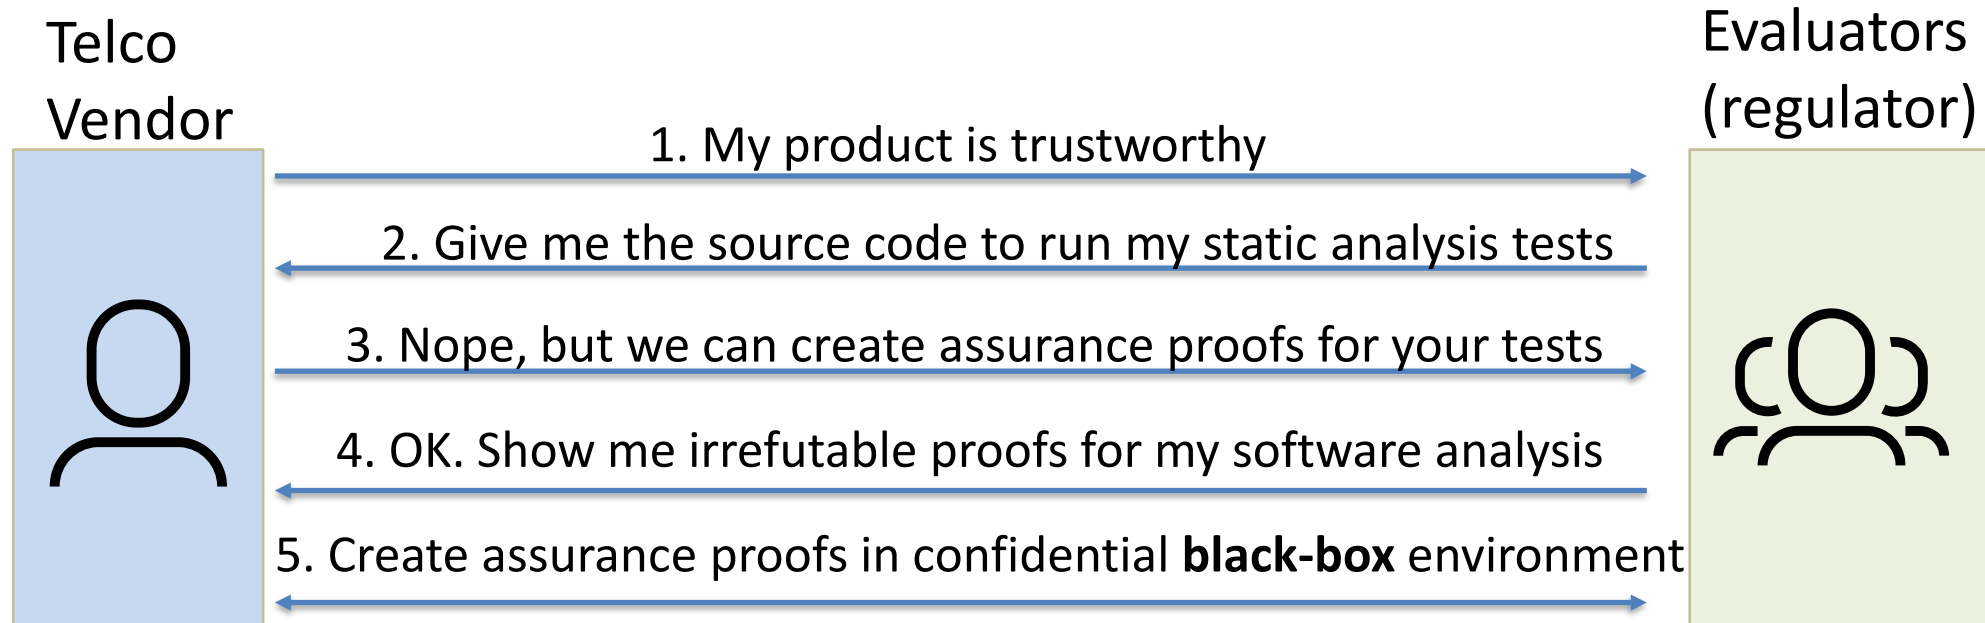 Telco
Vendor
Evaluators
(regulator)
1. My product is trustworthy
2. Give me the source code to run my static analysis tests
3. Nope, but we can create assurance proofs for your tests
4. OK. Show me irrefutable proofs for my software analysis
5. Create assurance proofs in confidential black-box environment